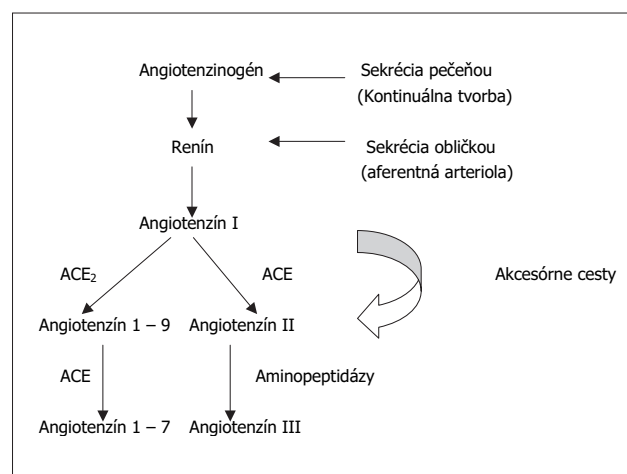 Angiotenzinogén
Sekrécia pečeňou
(Kontinuálna tvorba)
Renín
Sekrécia obličkou
(aferentná arteriola)
Angiotenzín I
ACE2
ACE
Akcesórne cesty
Angiotenzín 1 – 9
Angiotenzín II
ACE
Aminopeptidázy
Angiotenzín 1 – 7
Angiotenzín III